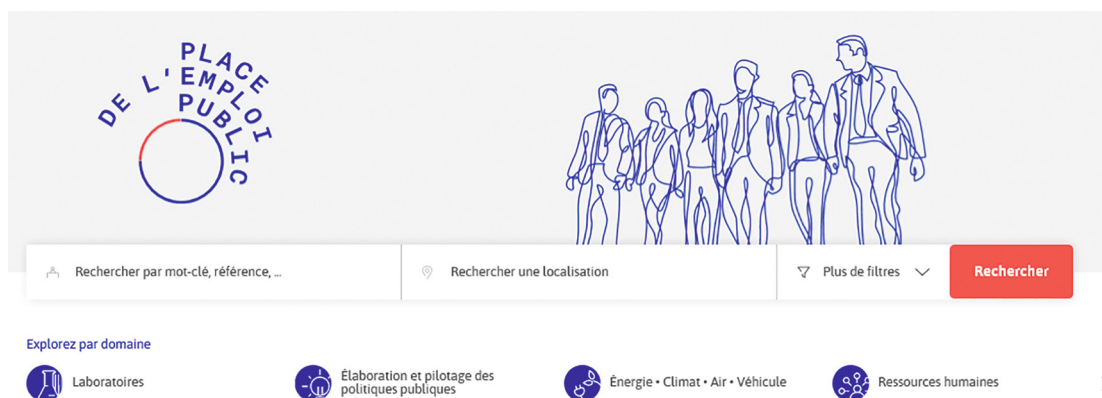 PLACE
DE L'EMPLOI
PUBLIC
Rechercher par mot-clé, référence, ...
Rechercher une localisation
Plus de filtres
Rechercher
Explorez par domaine
Laboratoires
Élaboration et pilotage des
politiques publiques
Énergie • Climat • Air • Véhicule
Ressources humaines